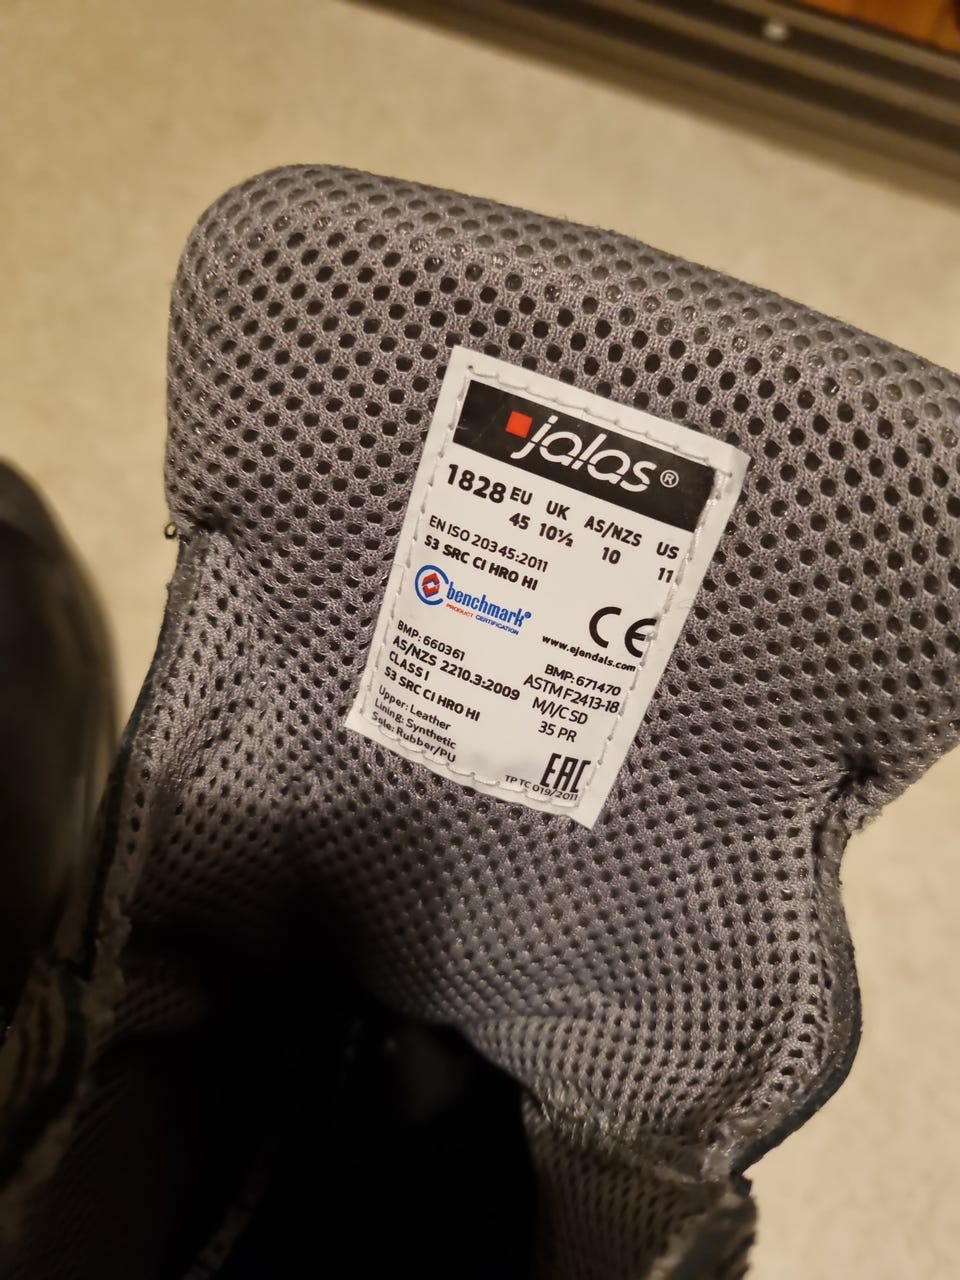 jalas®
1828 EU UK AS/NZS US
45 10½ 10 11
EN ISO 20345:2011
S3 SRC CI HRO HI
benchmark®
PRODUCT CERTIFICATION
CE
www.ejendals.com
BMP: 660361
AS/NZS 2210.3:2009
CLASS I
S3 SRC CI HRO HI
BMP: 671470
ASTM F2413-18
M/I/C SD
35 PR
Upper: Leather
Lining: Synthetic
Sole: Rubber/PU
EAC
TP TC 019/2011